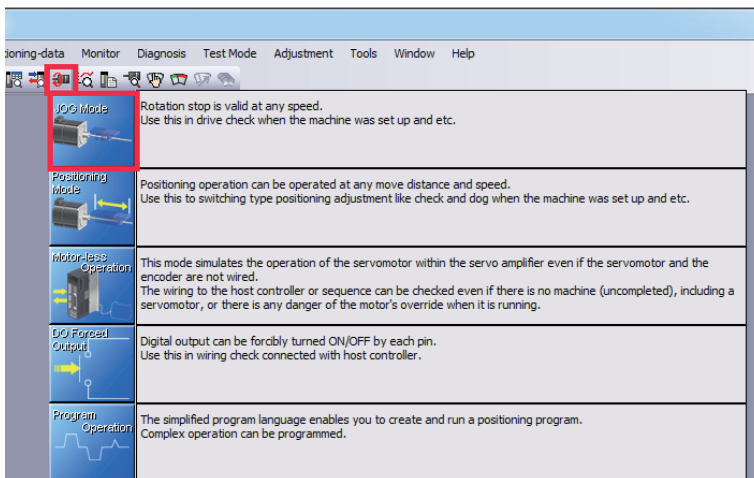 tioning-data Monitor Diagnosis Test Mode Adjustment Tools Window Help
JOG Mode
Rotation stop is valid at any speed.
Use this in drive check when the machine was set up and etc.
Positioning
Mode
Positioning operation can be operated at any move distance and speed.
Use this to switching type positioning adjustment like check and dog when the machine was set up and etc.
Motor-less
Operation
This mode simulates the operation of the servomotor within the servo amplifier even if the servomotor and the
encoder are not wired.
The wiring to the host controller or sequence can be checked even if there is no machine (uncompleted), including a
servomotor, or there is any danger of the motor's override when it is running.
DO Forced
Output
Digital output can be forcibly turned ON/OFF by each pin.
Use this in wiring check connected with host controller.
Program
Operation
The simplified program language enables you to create and run a positioning program.
Complex operation can be programmed.